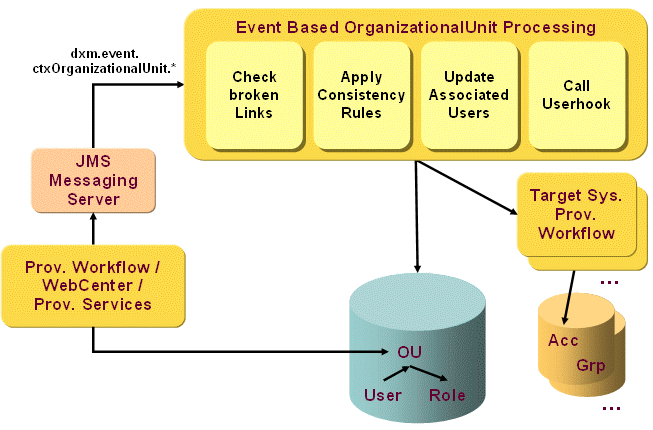 Event Based OrganizationalUnit Processing
dxm.event.
ctxOrganizationalUnit.*
Check
broken
Links
Apply
Consistency
Rules
Update
Associated
Users
Call
Userhook
JMS
Messaging
Server
Target Sys.
Prov.
Workflow
...
Prov. Workflow /
WebCenter /
Prov. Services
OU
User
Role
Acc
Grp
...